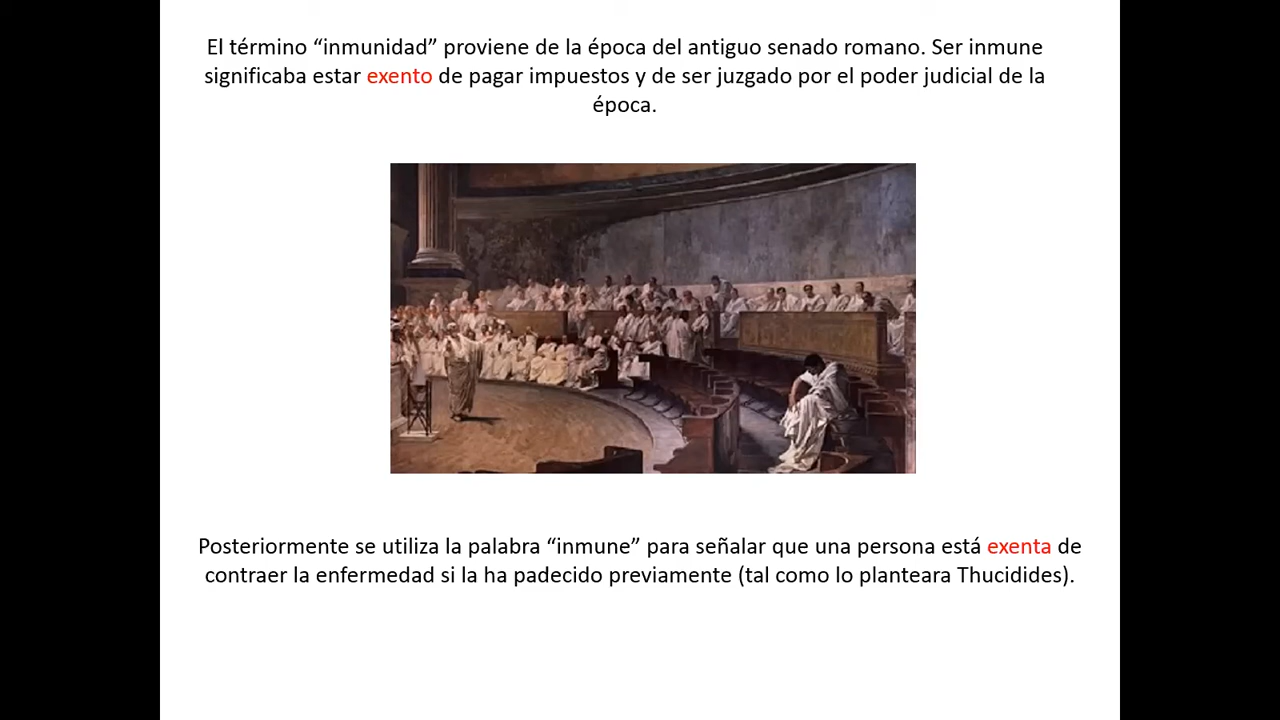 El término “inmunidad” proviene de la época del antiguo senado romano. Ser inmune
significaba estar exento de pagar impuestos y de ser juzgado por el poder judicial de la
época.
Posteriormente se utiliza la palabra “inmune” para señalar que una persona está exenta de
contraer la enfermedad si la ha padecido previamente (tal como lo planteara Thucidides).